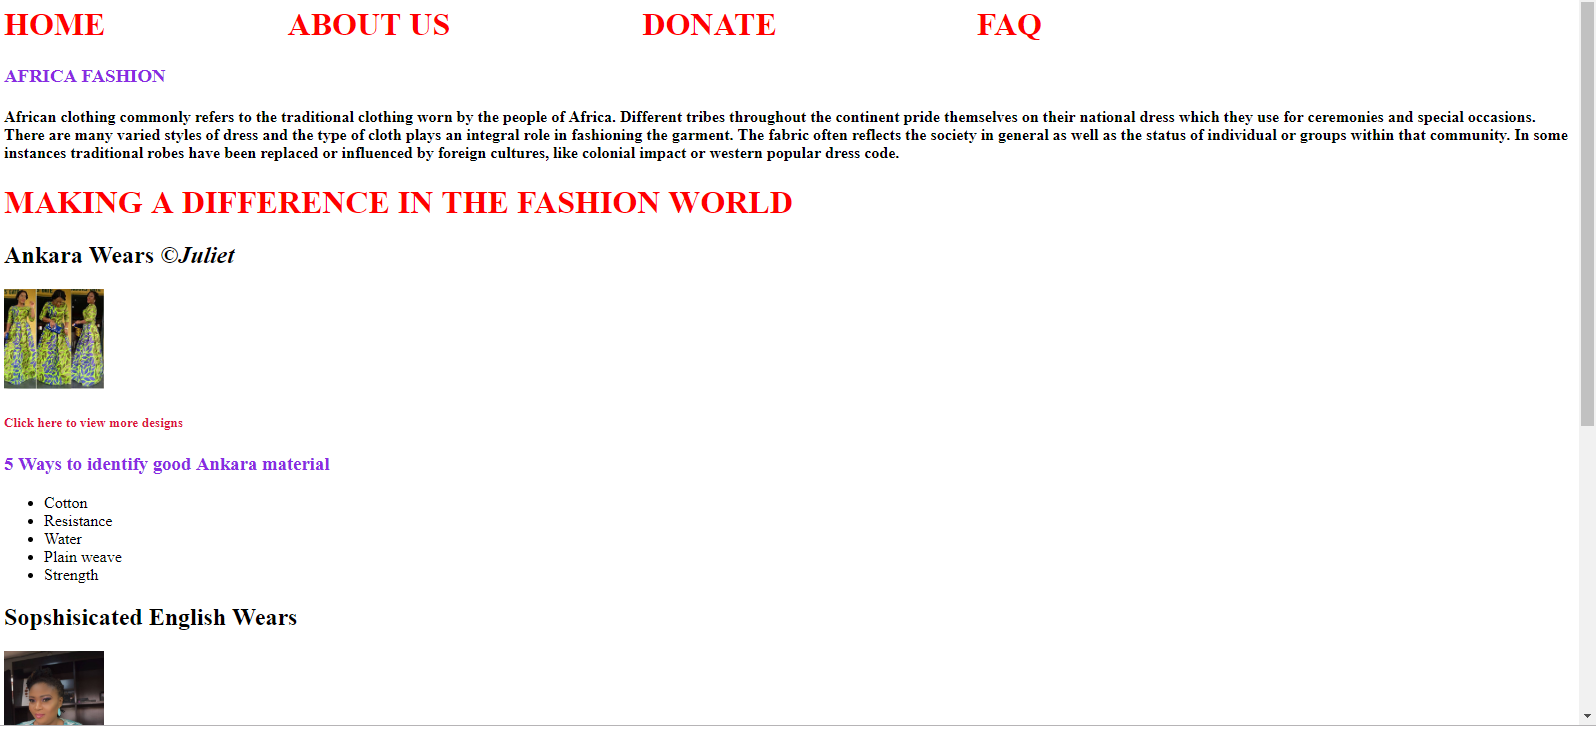 HOME ABOUT US DONATE FAQ
AFRICA FASHION
African clothing commonly refers to the traditional clothing worn by the people of Africa. Different tribes throughout the continent pride themselves on their national dress which they use for ceremonies and special occasions.
There are many varied styles of dress and the type of cloth plays an integral role in fashioning the garment. The fabric often reflects the society in general as well as the status of individual or groups within that community. In some
instances traditional robes have been replaced or influenced by foreign cultures, like colonial impact or western popular dress code.
MAKING A DIFFERENCE IN THE FASHION WORLD
Ankara Wears ©Juliet
Click here to view more designs
5 Ways to identify good Ankara material
• Cotton
• Resistance
• Water
• Plain weave
• Strength
Sopshisicated English Wears